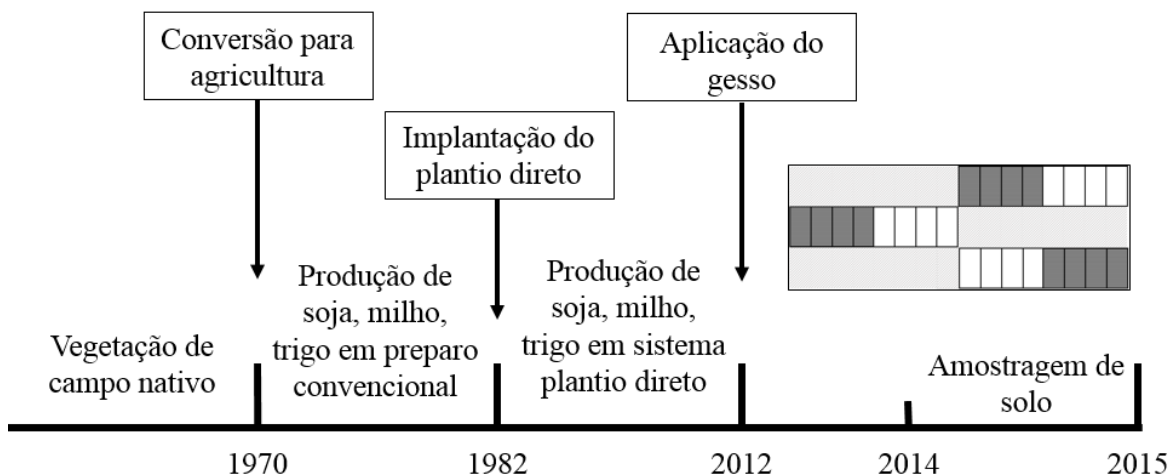 Conversão para
agricultura
Implantação do
plantio direto
Aplicação do
gesso
Vegetação de
campo nativo
Produção de
soja, milho,
trigo em preparo
convencional
Produção de
soja, milho,
trigo em sistema
plantio direto
Amostragem de
solo
1970
1982
2012
2014
2015